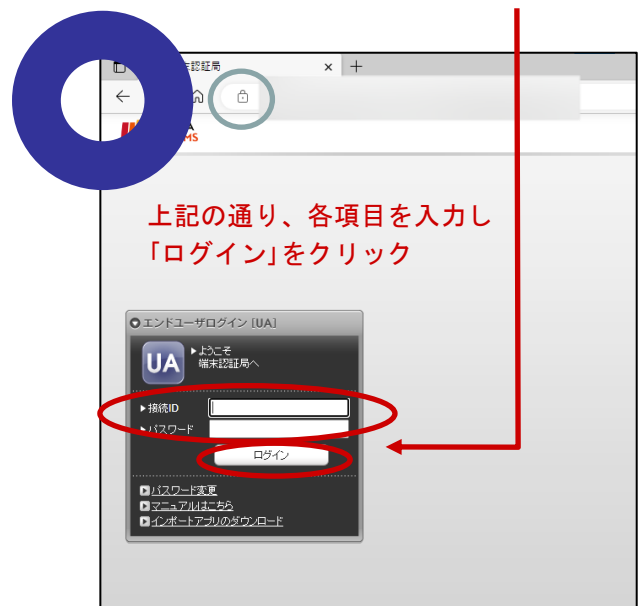 末認証局
A
MS
上記の通り、各項目を入力し
「ログイン」をクリック
エンドユーザログイン [UA]
UA
ようこそ
端末認証局へ
接続ID
パスワード
ログイン
パスワード変更
マニュアルはこちら
インポートアプリのダウンロード